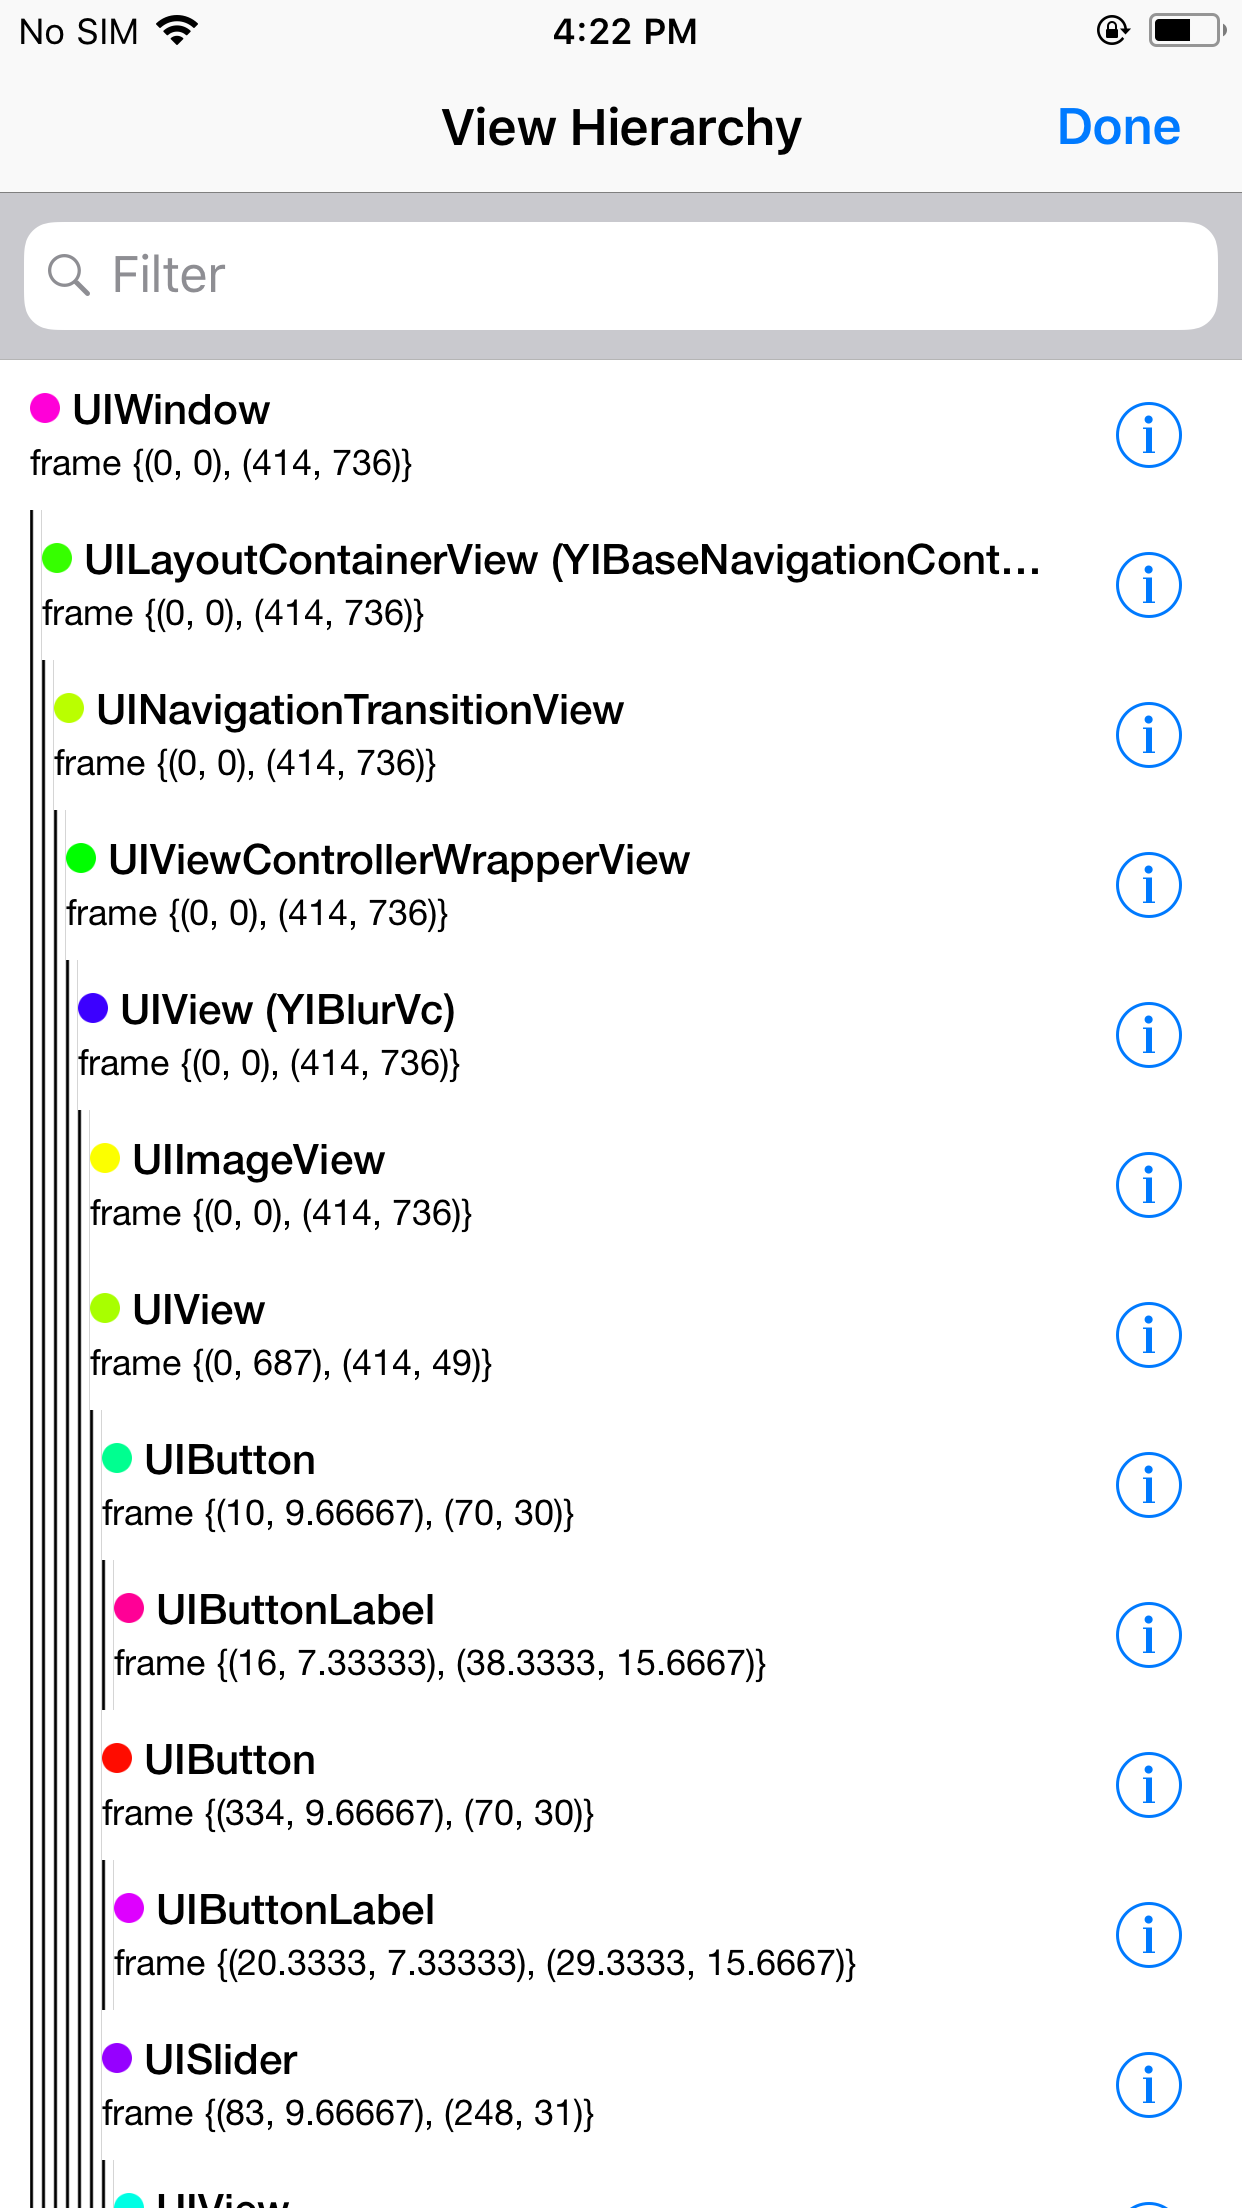 No SIM
4:22 PM
View Hierarchy
Done
Filter
UIWindow
frame {(0, 0), (414, 736)}
UILayoutContainerView (YIBaseNavigationCont...
frame {(0, 0), (414, 736)}
UINavigationTransitionView
frame {(0, 0), (414, 736)}
UIViewControllerWrapperView
frame {(0, 0), (414, 736)}
UIView (YIBlurVc)
frame {(0, 0), (414, 736)}
UIImageView
frame {(0, 0), (414, 736)}
UIView
frame {(0, 687), (414, 49)}
UIButton
frame {(10, 9.66667), (70, 30)}
UIButtonLabel
frame {(16, 7.33333), (38.3333, 15.6667)}
UIButton
frame {(334, 9.66667), (70, 30)}
UIButtonLabel
frame {(20.3333, 7.33333), (29.3333, 15.6667)}
UISlider
frame {(83, 9.66667), (248, 31)}
UIView